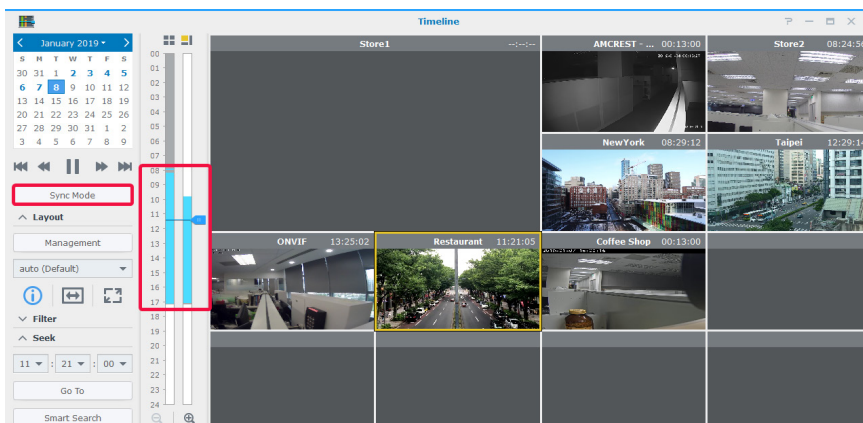 Timeline
January 2019
S M T W T F S
30 31 1 2 3 4 5
6 7 8 9 10 11 12
13 14 15 16 17 18 19
20 21 22 23 24 25 26
27 28 29 30 31 1 2
3 4 5 6 7 8 9
Sync Mode
Layout
Management
auto (Default)
Filter
Seek
11 : 21 : 00
Go To
Smart Search
00
01
02
03
04
05
06
07
08
09
10
11
12
13
14
15
16
17
18
19
20
21
22
23
24
Store1 --:--:--
AMCREST - ... 00:13:00
Store2 08:24:56
NewYork 08:29:12
Taipei 12:29:14
ONVIF 13:25:02
Restaurant 11:21:05
Coffee Shop 00:13:00